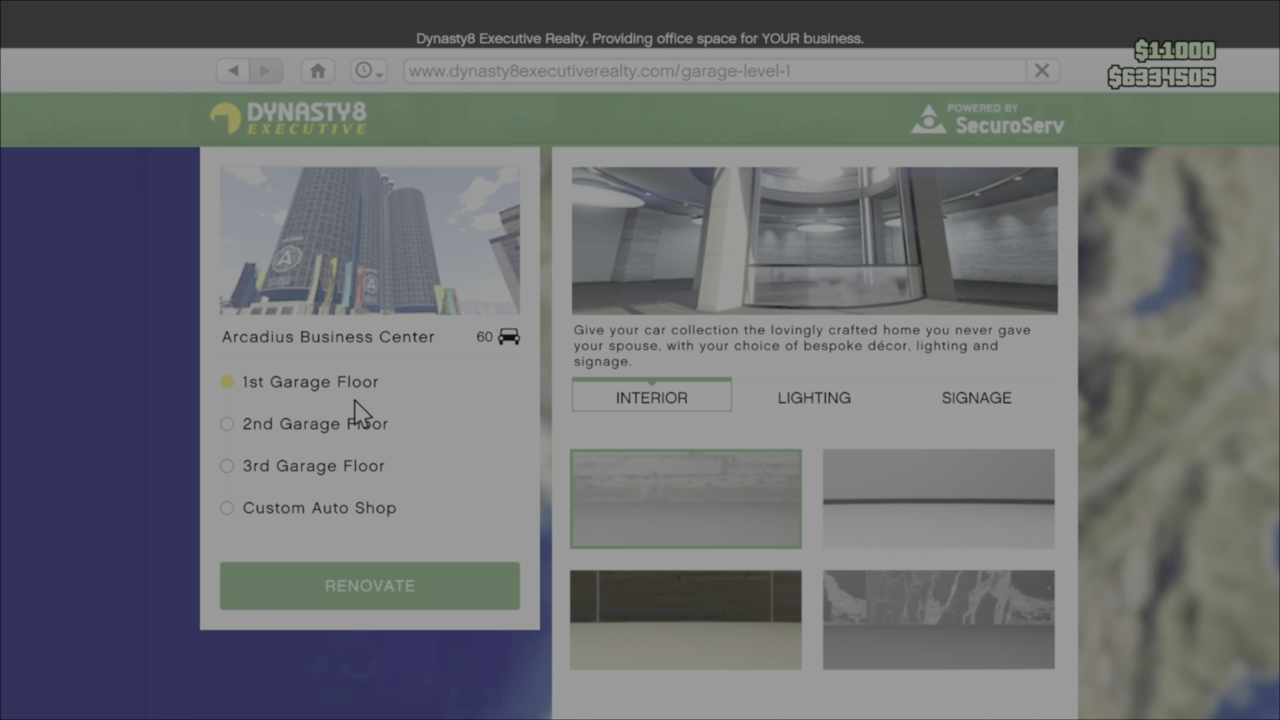 Dynasty8 Executive Realty. Providing office space for YOUR business.
$11000
www.dynasty8executiverealty.com/garage-level-1
$6334505
DYNASTY8
EXECUTIVE
POWERED BY
SecuroServ
Arcadius Business Center 60
1st Garage Floor
2nd Garage Floor
3rd Garage Floor
Custom Auto Shop
RENOVATE
Give your car collection the lovingly crafted home you never gave
your spouse, with your choice of bespoke décor, lighting and
signage.
INTERIOR LIGHTING SIGNAGE